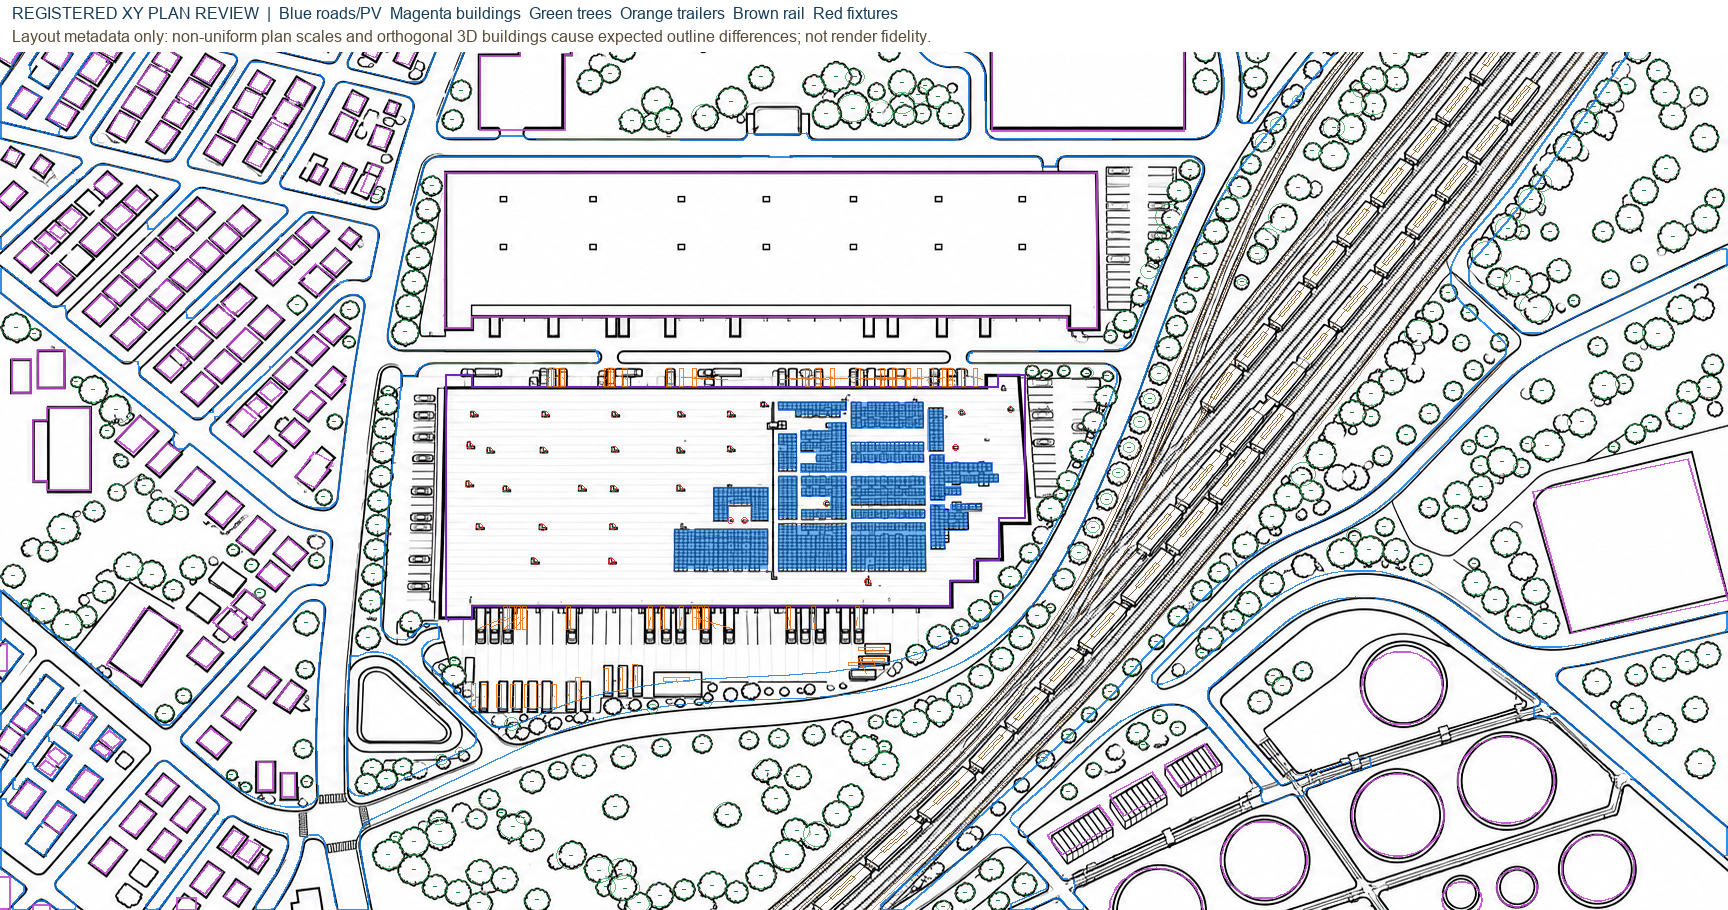 REGISTERED XY PLAN REVIEW | Blue roads/PV Magenta buildings Green trees Orange trailers Brown rail Red fixtures
Layout metadata only: non-uniform plan scales and orthogonal 3D buildings cause expected outline differences; not render fidelity.